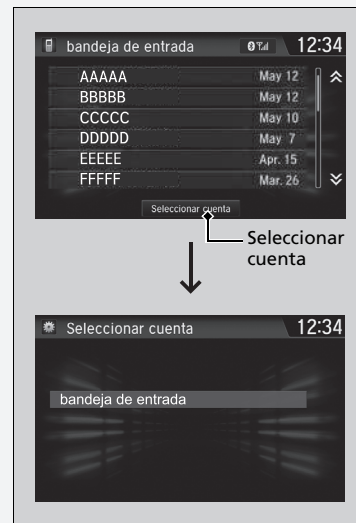 bandeja de entrada 12:34
AAAAA May 12
BBBBB May 12
CCCCC May 10
DDDDD May 7
EEEEE Apr. 15
FFFFF Mar. 26
Seleccionar cuenta
Seleccionar
cuenta
Seleccionar cuenta 12:34
bandeja de entrada